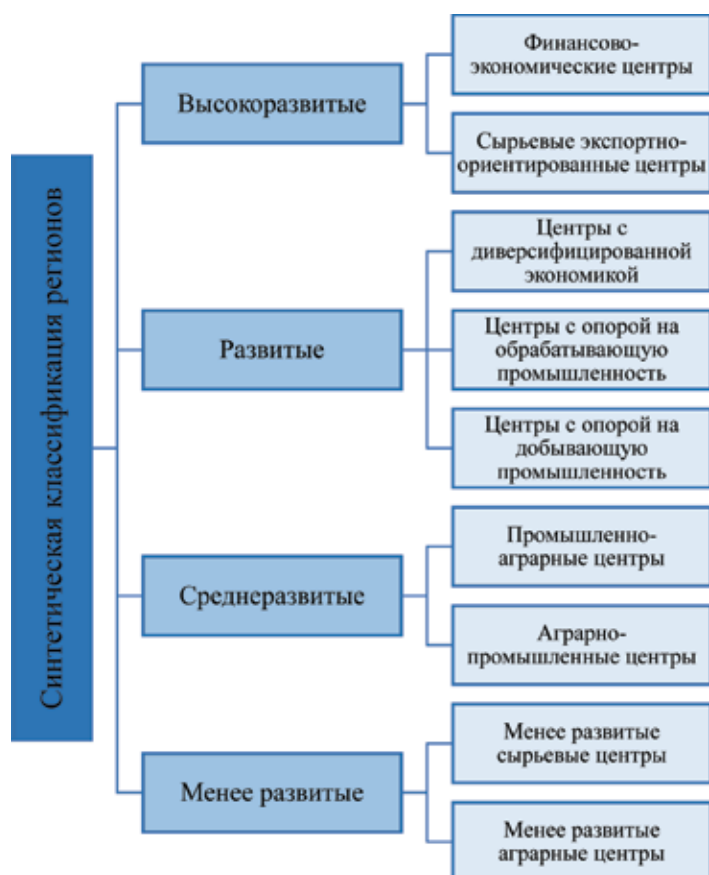 Синтетическая классификация регионов
Высокоразвитые
Финансово-
экономические центры
Сырьевые экспортно-
ориентированные центры
Развитые
Центры с
диверсифицированной
экономикой
Центры с опорой на
обрабатывающую
промышленность
Центры с опорой на
добывающую
промышленность
Среднеразвитые
Промышленно-
аграрные центры
Аграрно-
промышленные центры
Менее развитые
Менее развитые
сырьевые центры
Менее развитые
аграрные центры